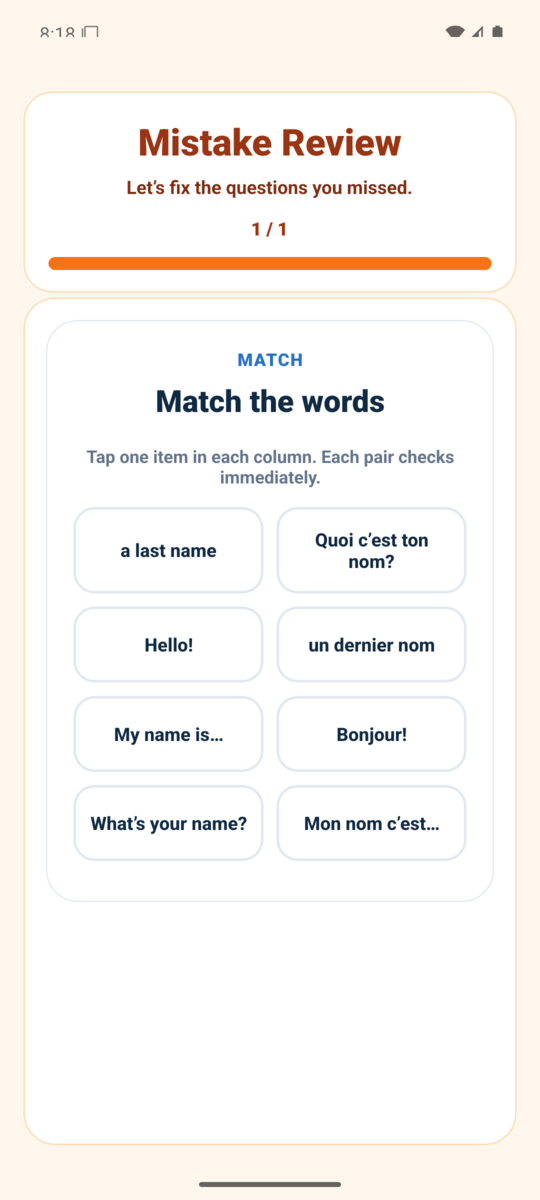 8:18
Mistake Review
Let’s fix the questions you missed.
1 / 1
MATCH
Match the words
Tap one item in each column. Each pair checks
immediately.
a last name
Quoi c’est ton
nom?
Hello!
un dernier nom
My name is…
Bonjour!
What’s your name?
Mon nom c’est…